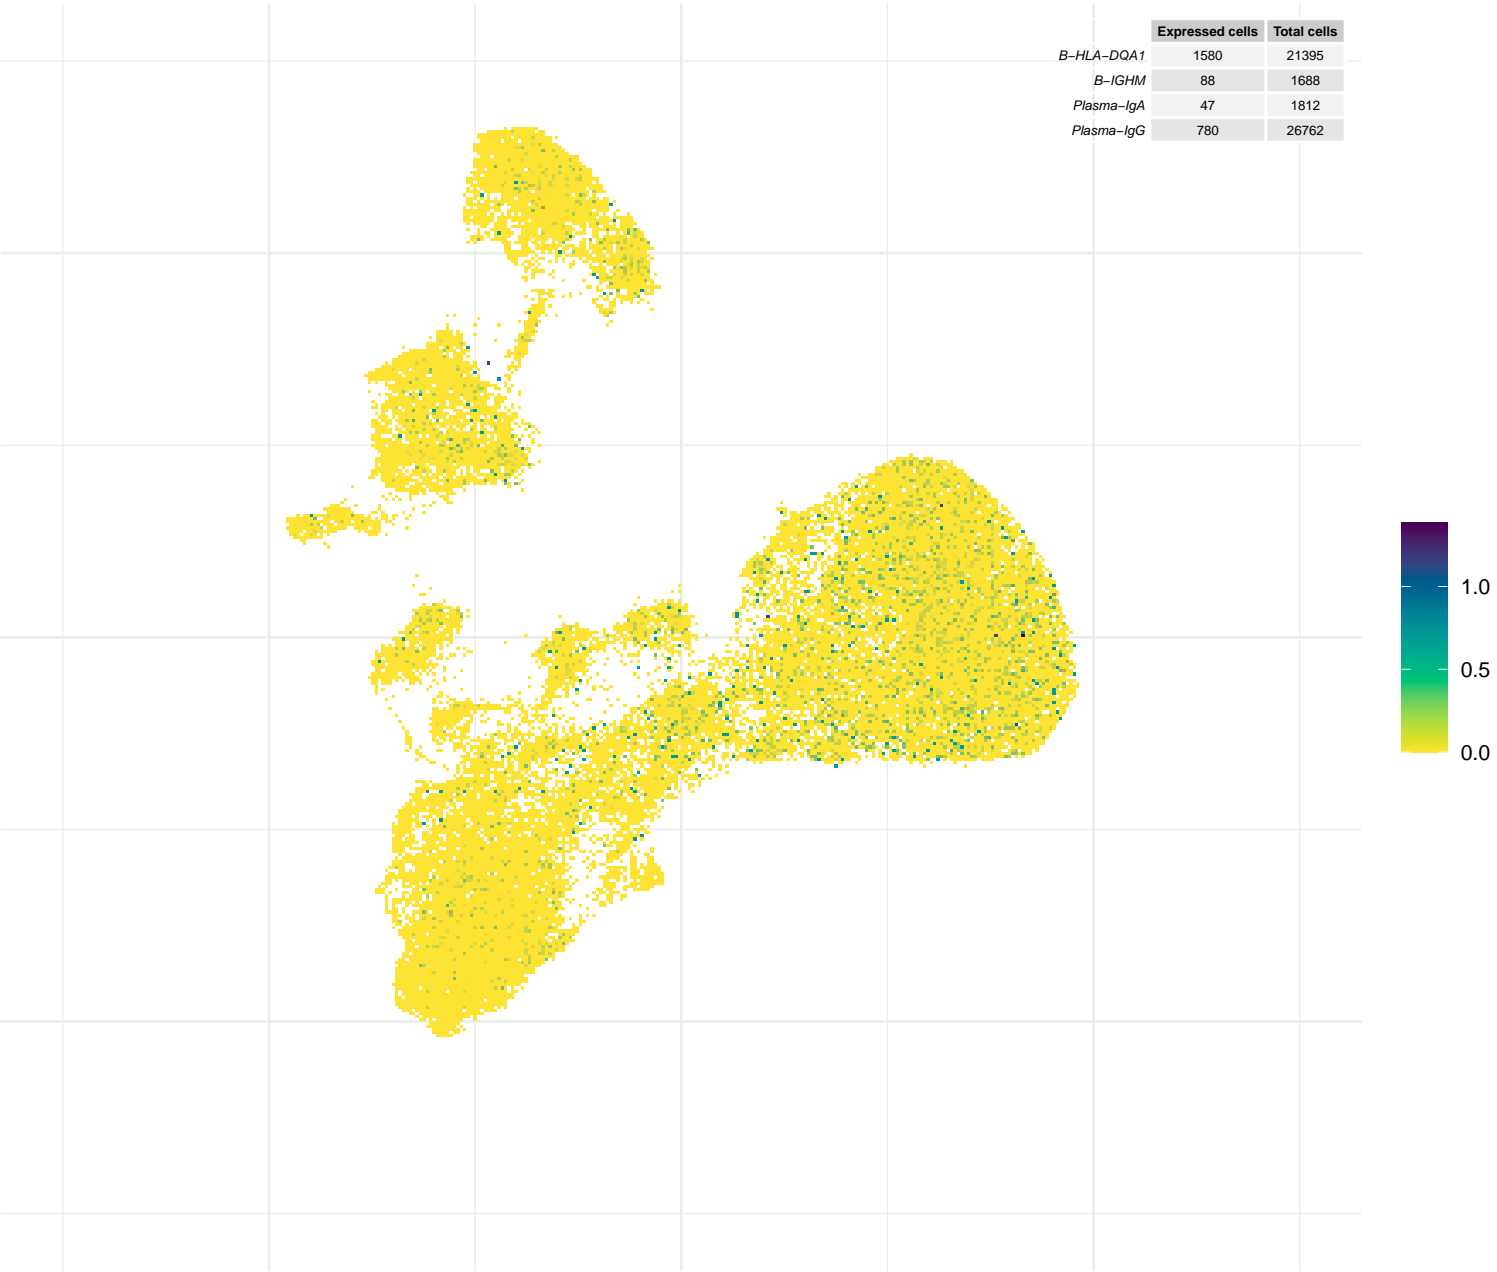 Expressed cells Total cells
B−HLA−DQA1 1580 21395
B−IGHM 88 1688
Plasma−IgA 47 1812
Plasma−IgG 780 26762
1.0
0.5
0.0